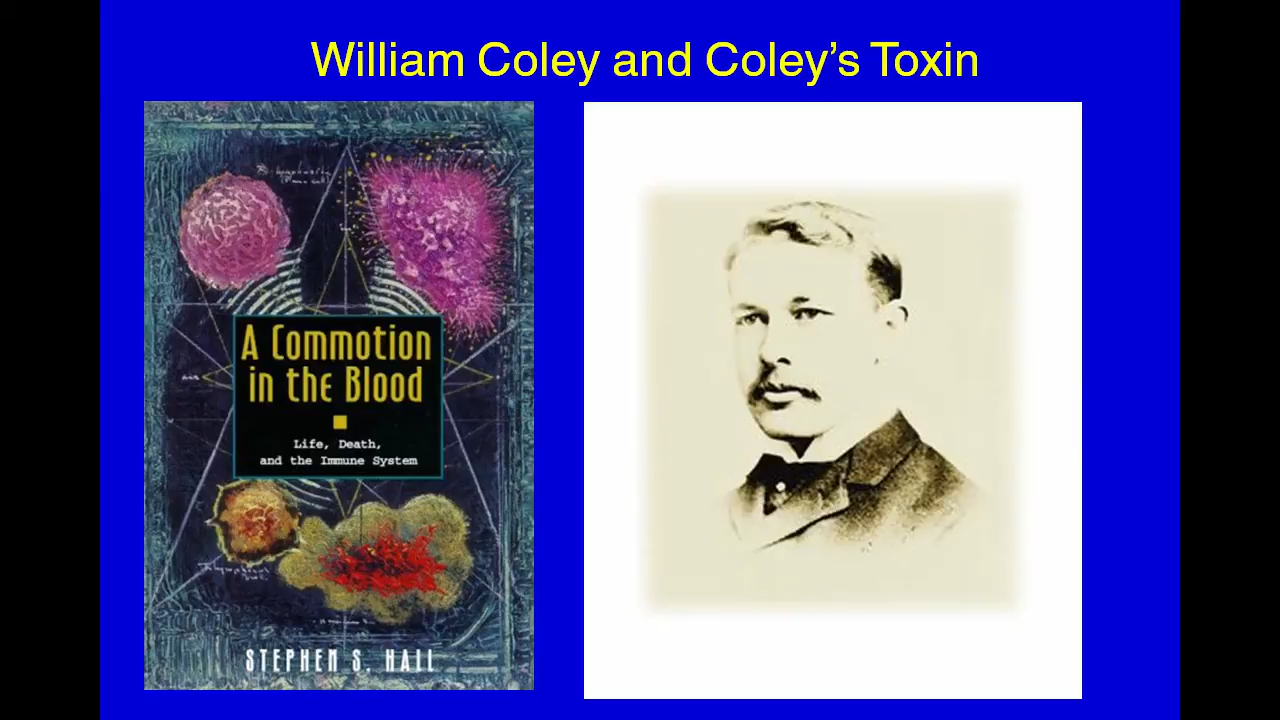 William Coley and Coley's Toxin
A Commotion
in the Blood
Life, Death,
and the Immune System
STEPHEN S. HALL